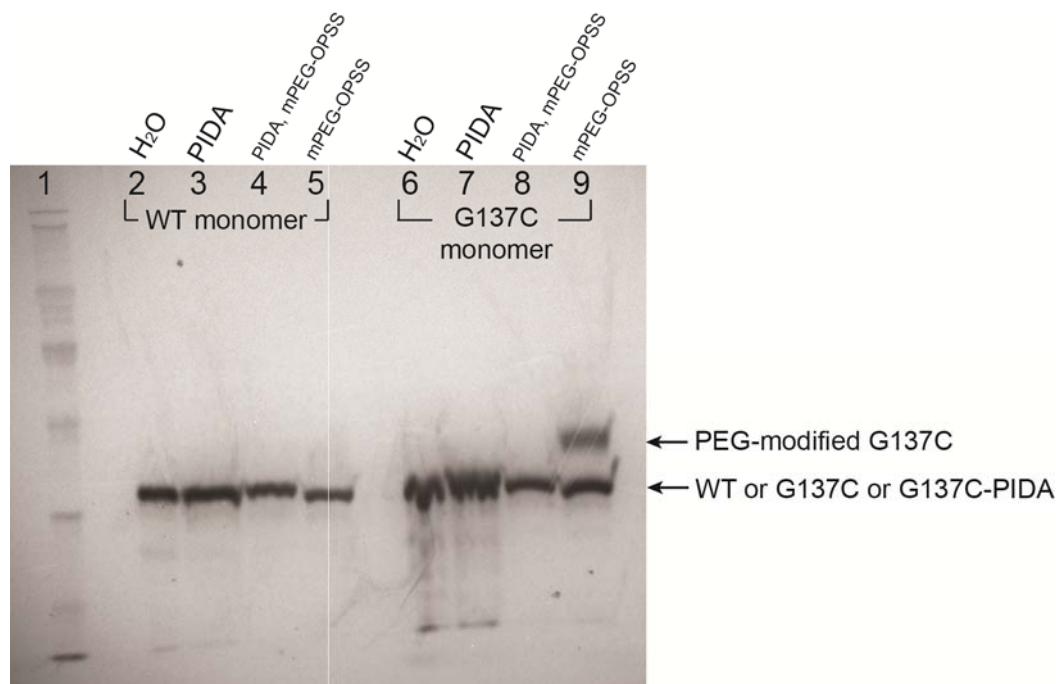 H₂O
PIDA
PIDA, mPEG-OPSS
mPEG-OPSS
H₂O
PIDA
PIDA, mPEG-OPSS
mPEG-OPSS
1 2 3 4 5 6 7 8 9
WT monomer
G137C
monomer
PEG-modified G137C
WT or G137C or G137C-PIDA